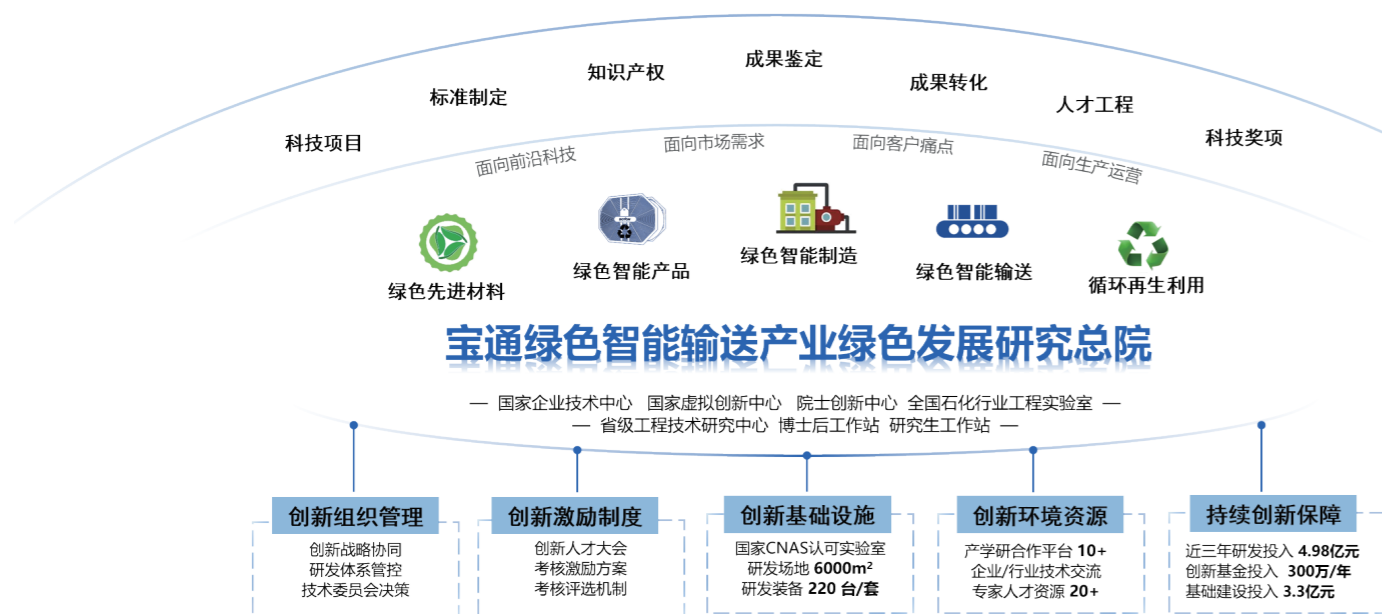 科技项目
标准制定
知识产权
成果鉴定
成果转化
人才工程
科技奖项
面向前沿科技
面向市场需求
面向客户痛点
面向生产运营
绿色先进材料
绿色智能产品
绿色智能制造
绿色智能输送
循环再生利用
宝通绿色智能输送产业绿色发展研究总院
— 国家企业技术中心 国家虚拟创新中心 院士创新中心 全国石化行业工程实验室 —
— 省级工程技术研究中心 博士后工作站 研究生工作站 —
创新组织管理
创新战略协同
研发体系管控
技术委员会决策
创新激励制度
创新人才大会
考核激励方案
考核评选机制
创新基础设施
国家CNAS认可实验室
研发场地 6000m²
研发装备 220 台/套
创新环境资源
产学研合作平台 10+
企业/行业技术交流
专家人才资源 20+
持续创新保障
近三年研发投入 4.98亿元
创新基金投入 300万/年
基础建设投入 3.3亿元